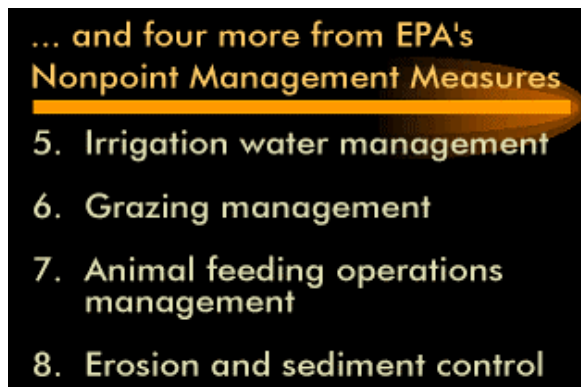 ... and four more from EPA's
Nonpoint Management Measures
5. Irrigation water management
6. Grazing management
7. Animal feeding operations
management
8. Erosion and sediment control